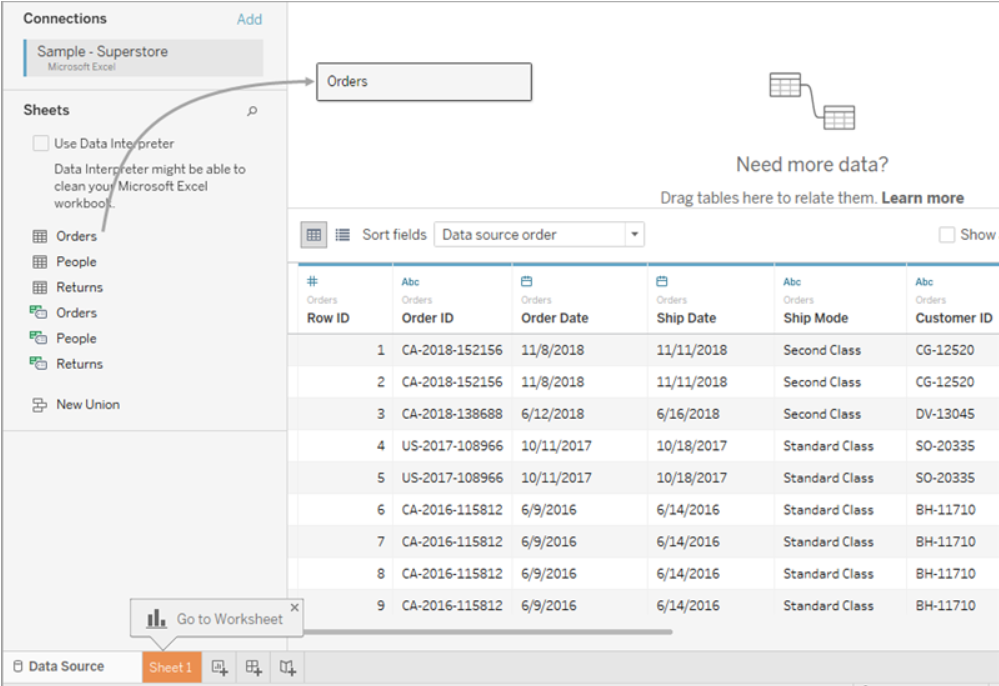 Connections Add
Sample - Superstore
Microsoft Excel
Sheets
Use Data Interpreter
Data Interpreter might be able to
clean your Microsoft Excel
workbook.
Orders
People
Returns
Orders
People
Returns
New Union
Orders
Need more data?
Drag tables here to relate them. Learn more
Sort fields Data source order Show
# Abc Abc Abc
Orders Orders Orders Orders Orders Orders
Row ID Order ID Order Date Ship Date Ship Mode Customer ID
1 CA-2018-152156 11/8/2018 11/11/2018 Second Class CG-12520
2 CA-2018-152156 11/8/2018 11/11/2018 Second Class CG-12520
3 CA-2018-138688 6/12/2018 6/16/2018 Second Class DV-13045
4 US-2017-108966 10/11/2017 10/18/2017 Standard Class SO-20335
5 US-2017-108966 10/11/2017 10/18/2017 Standard Class SO-20335
6 CA-2016-115812 6/9/2016 6/14/2016 Standard Class BH-11710
7 CA-2016-115812 6/9/2016 6/14/2016 Standard Class BH-11710
8 CA-2016-115812 6/9/2016 6/14/2016 Standard Class BH-11710
9 CA-2016-115812 6/9/2016 6/14/2016 Standard Class BH-11710
Go to Worksheet
Data Source Sheet 1